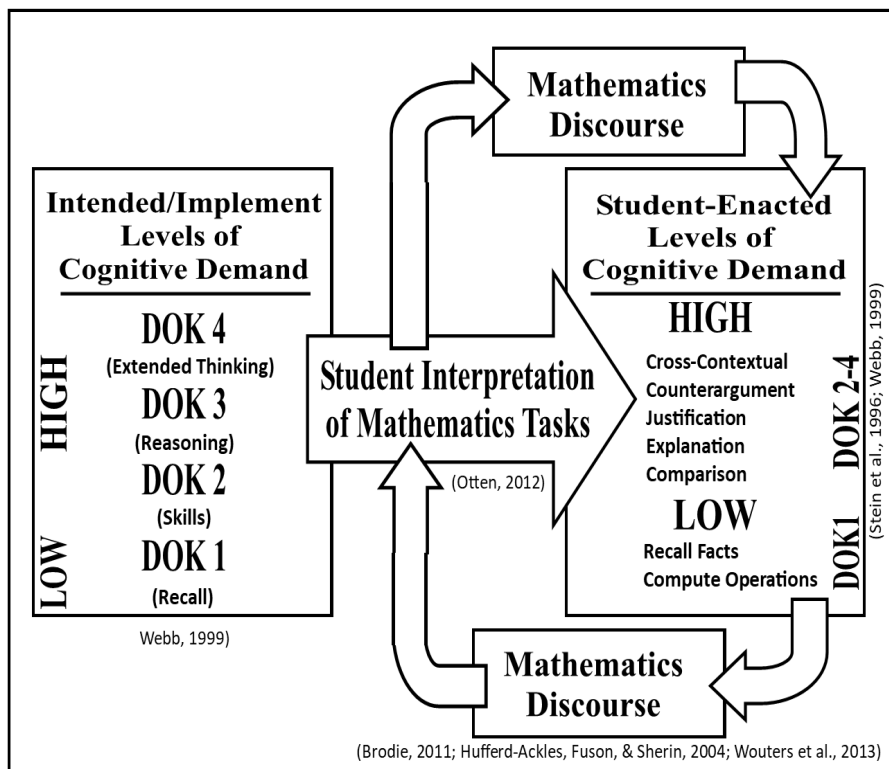 Mathematics
Discourse
Intended/Implement
Levels of
Cognitive Demand
HIGH
LOW
DOK 4
(Extended Thinking)
DOK 3
(Reasoning)
DOK 2
(Skills)
DOK 1
(Recall)
Webb, 1999)
Student Interpretation
of Mathematics Tasks
(Otten, 2012)
Student-Enacted
Levels of
Cognitive Demand
HIGH
Cross-Contextual
Counterargument
Justification
Explanation
Comparison
LOW
Recall Facts
Compute Operations
DOK 2-4
DOK1
(Stein et al., 1996; Webb, 1999)
Mathematics
Discourse
(Brodie, 2011; Hufferd-Ackles, Fuson, & Sherin, 2004; Wouters et al., 2013)